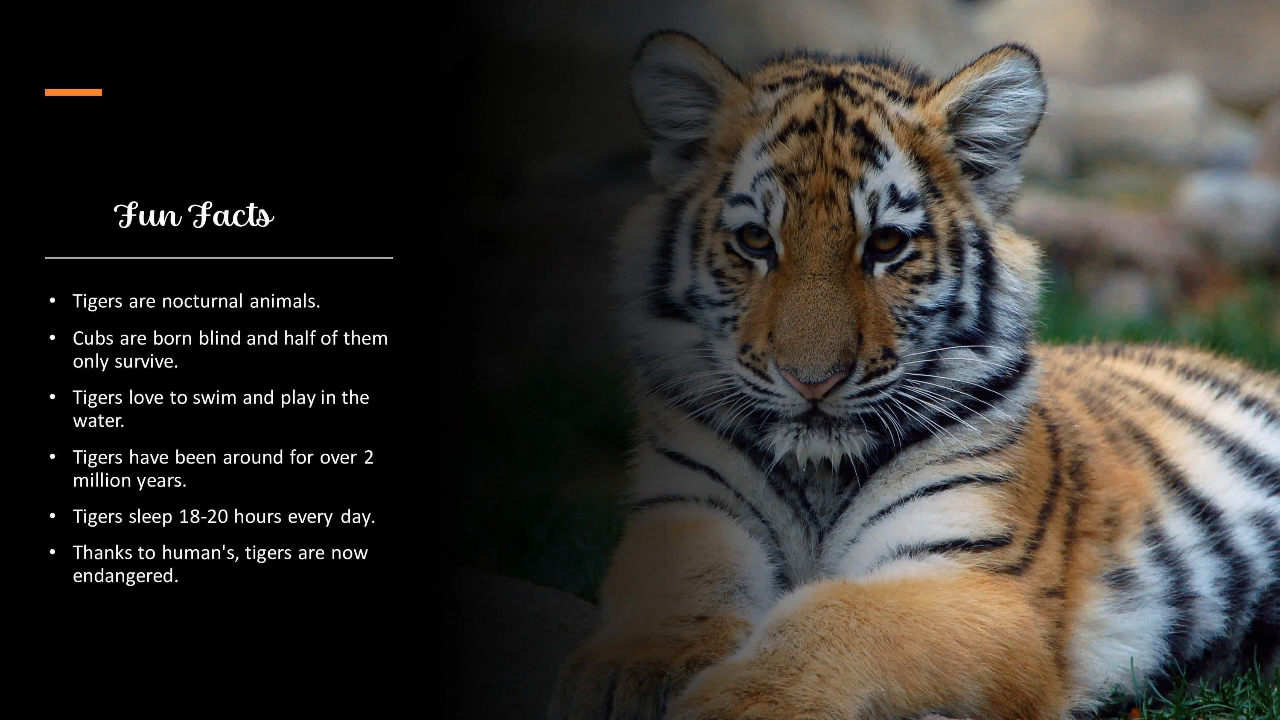 Fun Facts
• Tigers are nocturnal animals.
• Cubs are born blind and half of them
only survive.
• Tigers love to swim and play in the
water.
• Tigers have been around for over 2
million years.
• Tigers sleep 18-20 hours every day.
• Thanks to human's, tigers are now
endangered.